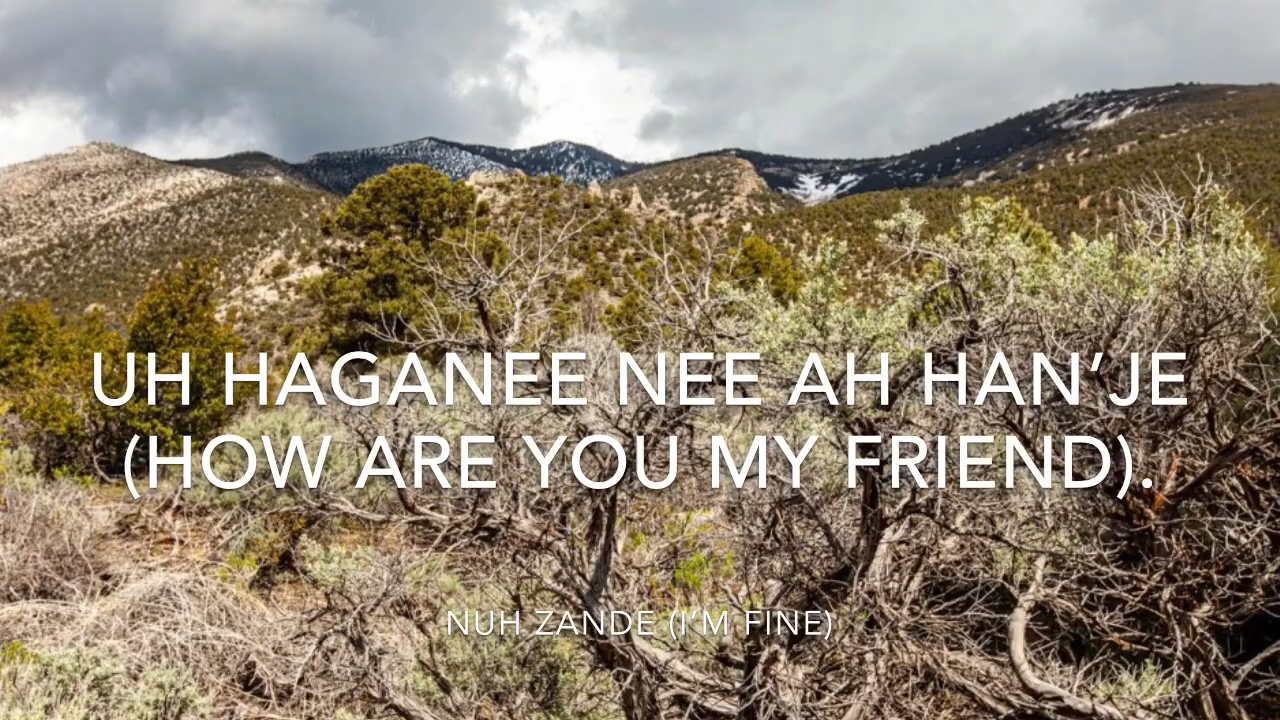 UH HAGANEE NEE AH HAN’JE
(HOW ARE YOU MY FRIEND).
NUH ZANDE (I’M FINE)